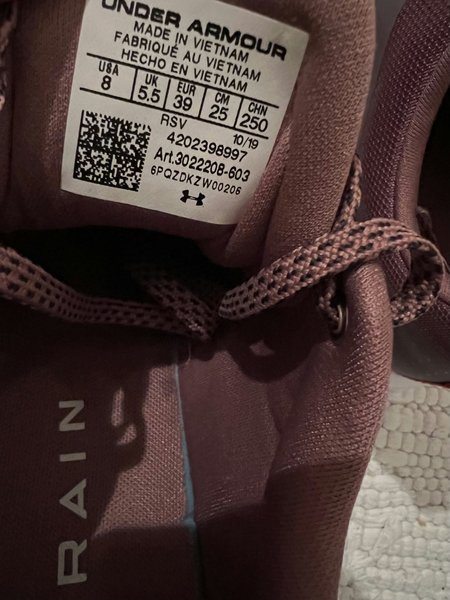 UNDER ARMOUR
MADE IN VIETNAM
FABRIQUÉ AU VIETNAM
HECHO EN VIETNAM
USA UK EUR CM CHN
8 5.5 39 25 250
RSV 10/19
4202398997
Art.3022208-603
6PQZDKZW00206
RAIN